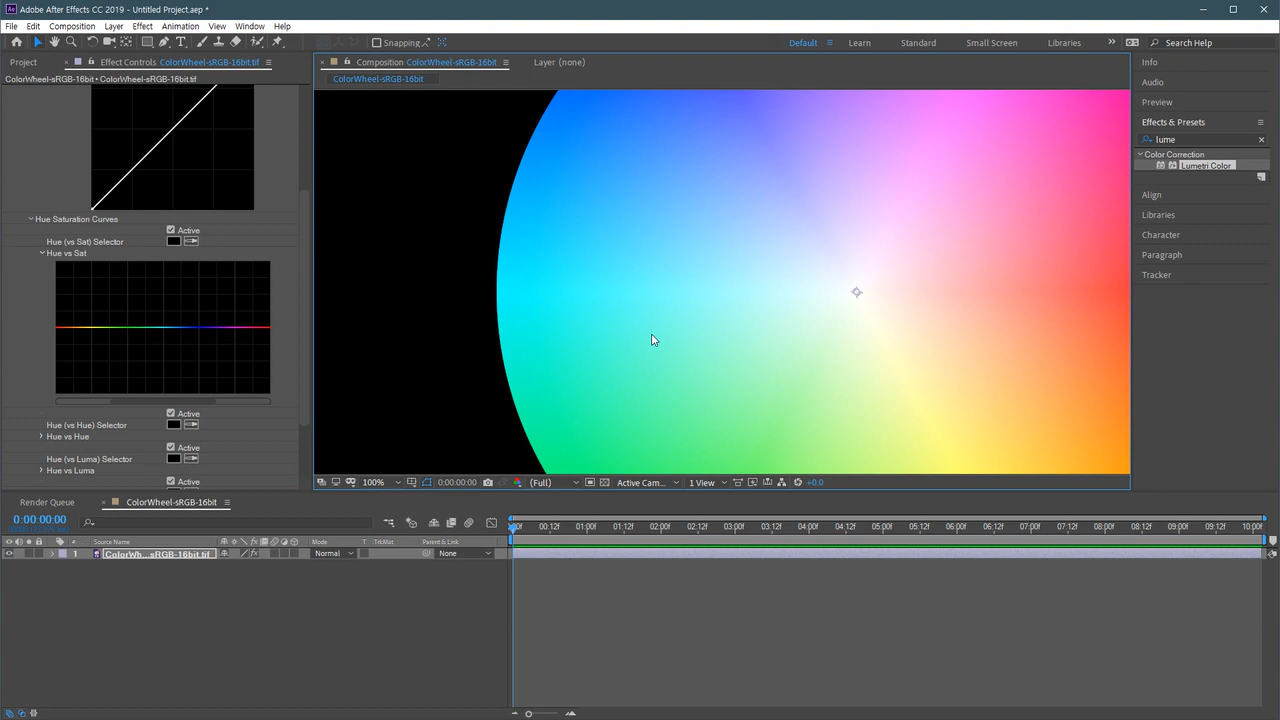 Adobe After Effects CC 2019 - Untitled Project.aep *
File Edit Composition Layer Effect Animation View Window Help
Snapping
Default Learn Standard Small Screen Libraries Search Help
Project Effect Controls ColorWheel-sRGB-16bit.tif
ColorWheel-sRGB-16bit • ColorWheel-sRGB-16bit.tif
Composition ColorWheel-sRGB-16bit Layer (none)
ColorWheel-sRGB-16bit
Hue Saturation Curves
Active
Hue (vs Sat) Selector
Hue vs Sat
Active
Hue (vs Hue) Selector
Hue vs Hue
Active
Hue (vs Luma) Selector
Hue vs Luma
Active
100% 0:00:00:00 (Full) Active Cam... 1 View +0.0
Info
Audio
Preview
Effects & Presets
lume
Color Correction
Lumetri Color
Align
Libraries
Character
Paragraph
Tracker
Render Queue ColorWheel-sRGB-16bit
0:00:00:00
00:12f 01:00f 01:12f 02:00f 02:12f 03:00f 03:12f 04:00f 04:12f 05:00f 05:12f 06:00f 06:12f 07:00f 07:12f 08:00f 08:12f 09:00f 09:12f 10:00f
# Source Name Mode T TrkMat Parent & Link
1 ColorWh...sRGB-16bit.tif Normal None